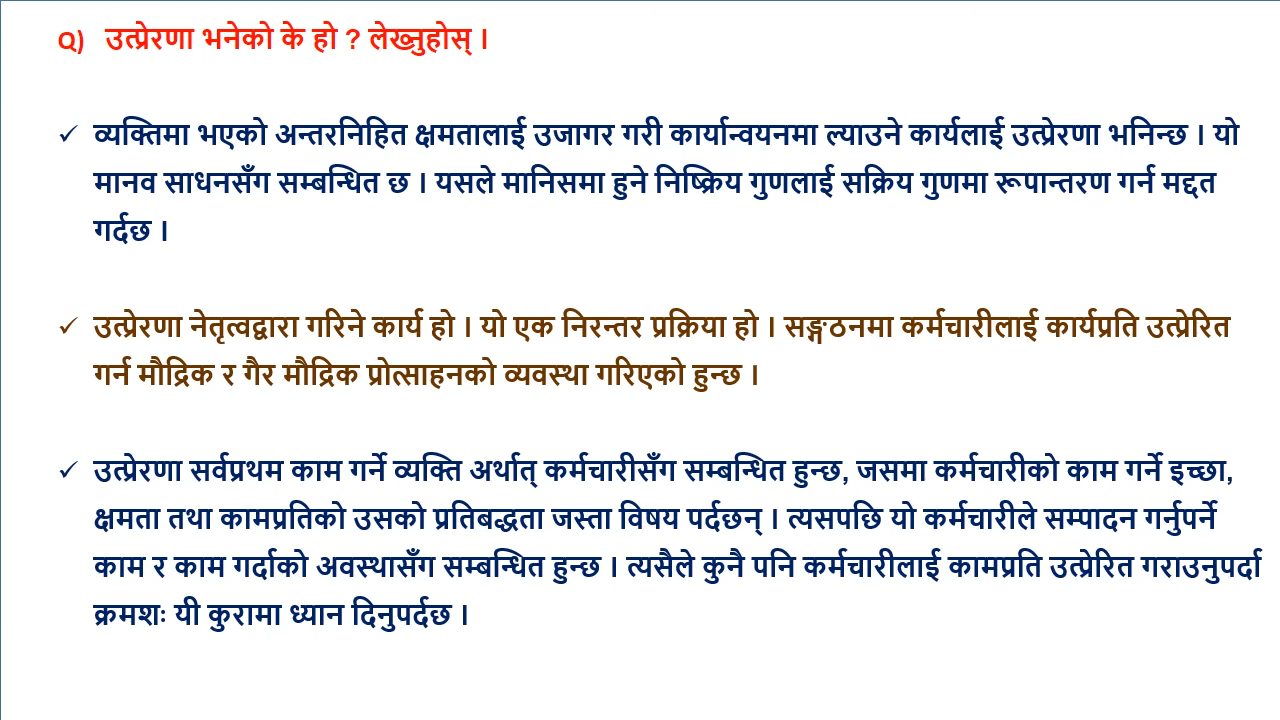 Q) उत्प्रेरणा भनेको के हो ? लेख्नुहोस् ।
✓ व्यक्तिमा भएको अन्तरनिहित क्षमतालाई उजागर गरी कार्यान्वयनमा ल्याउने कार्यलाई उत्प्रेरणा भनिन्छ । यो
मानव साधनसँग सम्बन्धित छ । यसले मानिसमा हुने निष्क्रिय गुणलाई सक्रिय गुणमा रूपान्तरण गर्न मद्दत
गर्दछ ।
✓ उत्प्रेरणा नेतृत्वद्वारा गरिने कार्य हो । यो एक निरन्तर प्रक्रिया हो । सङ्गठनमा कर्मचारीलाई कार्यप्रति उत्प्रेरित
गर्न मौद्रिक र गैर मौद्रिक प्रोत्साहनको व्यवस्था गरिएको हुन्छ ।
✓ उत्प्रेरणा सर्वप्रथम काम गर्ने व्यक्ति अर्थात् कर्मचारीसँग सम्बन्धित हुन्छ, जसमा कर्मचारीको काम गर्ने इच्छा,
क्षमता तथा कामप्रतिको उसको प्रतिबद्धता जस्ता विषय पर्दछन् । त्यसपछि यो कर्मचारीले सम्पादन गर्नुपर्ने
काम र काम गर्दाको अवस्थासँग सम्बन्धित हुन्छ । त्यसैले कुनै पनि कर्मचारीलाई कामप्रति उत्प्रेरित गराउनुपर्दा
क्रमशः यी कुरामा ध्यान दिनुपर्दछ ।